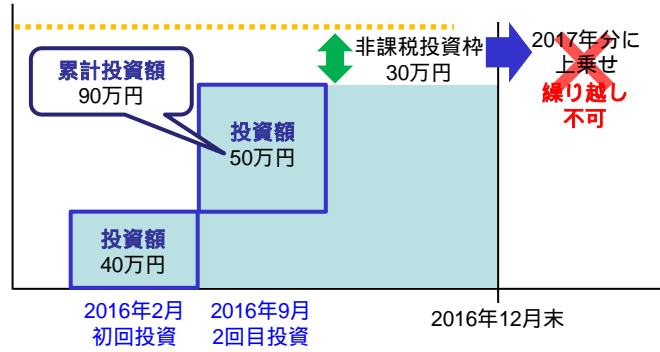 累計投資額
90万円
非課税投資枠
30万円
2017年分に
上乗せ
繰り越し
不可
投資額
50万円
投資額
40万円
2016年2月
初回投資
2016年9月
2回目投資
2016年12月末